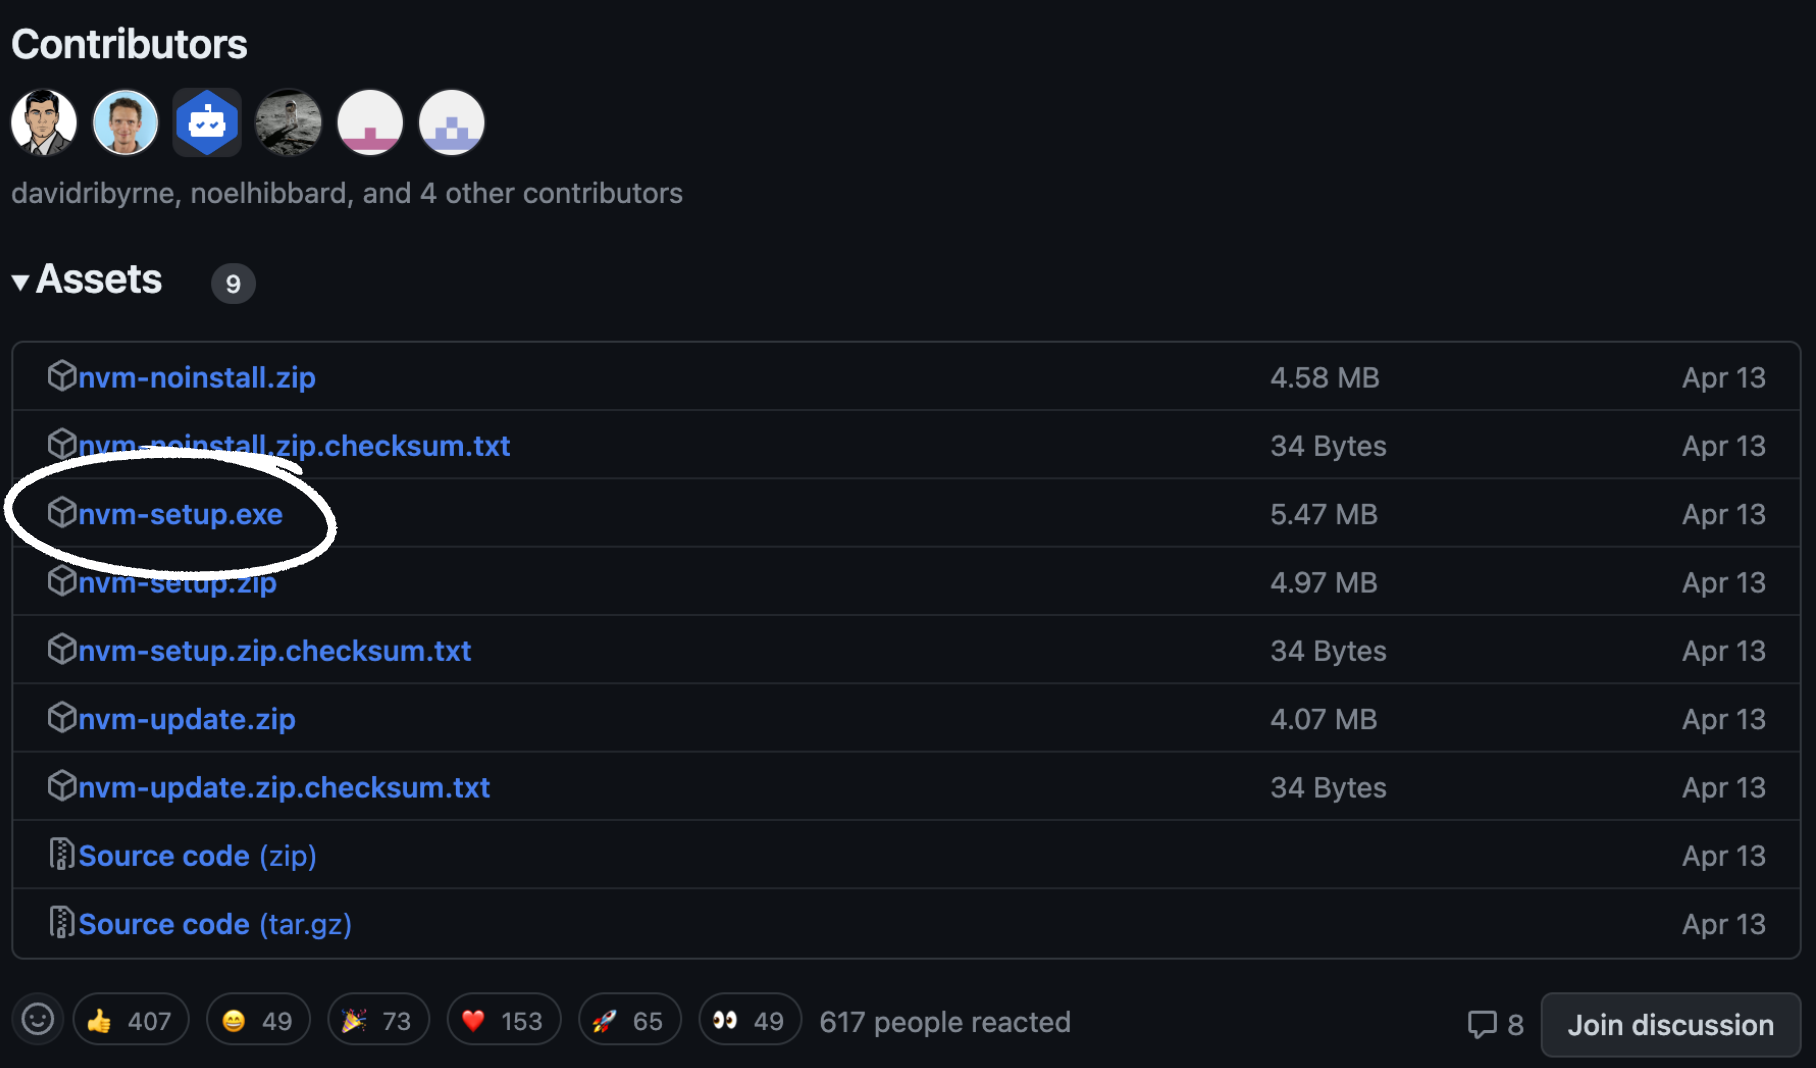 Contributors
davidribyrne, noelhibbard, and 4 other contributors
Assets 9
nvm-noinstall.zip 4.58 MB Apr 13
nvm-noinstall.zip.checksum.txt 34 Bytes Apr 13
nvm-setup.exe 5.47 MB Apr 13
nvm-setup.zip 4.97 MB Apr 13
nvm-setup.zip.checksum.txt 34 Bytes Apr 13
nvm-update.zip 4.07 MB Apr 13
nvm-update.zip.checksum.txt 34 Bytes Apr 13
Source code (zip) Apr 13
Source code (tar.gz) Apr 13
407 49 73 153 65 49 617 people reacted 8 Join discussion